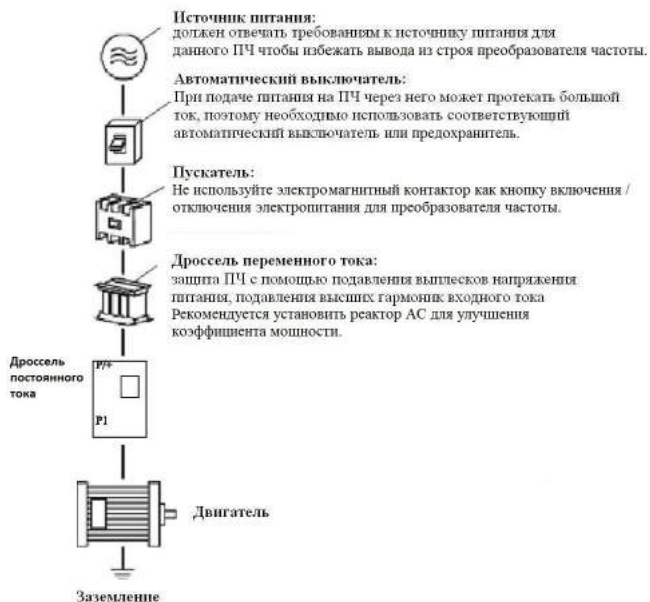 Источник питания:
должен отвечать требованиям к источнику питания для
данного ПЧ чтобы избежать вывода из строя преобразователя частоты.
Автоматический выключатель:
При подаче питания на ПЧ через него может протекать большой
ток, поэтому необходимо использовать соответствующий
автоматический выключатель или предохранитель.
Пускатель:
Не используйте электромагнитный контактор как кнопку включения /
отключения электропитания для преобразователя частоты.
Дроссель переменного тока:
защита ПЧ с помощью подавления выплесков напряжения
питания, подавления высших гармоник входного тока
Рекомендуется установить реактор АС для улучшения
коэффициента мощности.
Дроссель
постоянного
тока
P/+
P1
Двигатель
Заземление